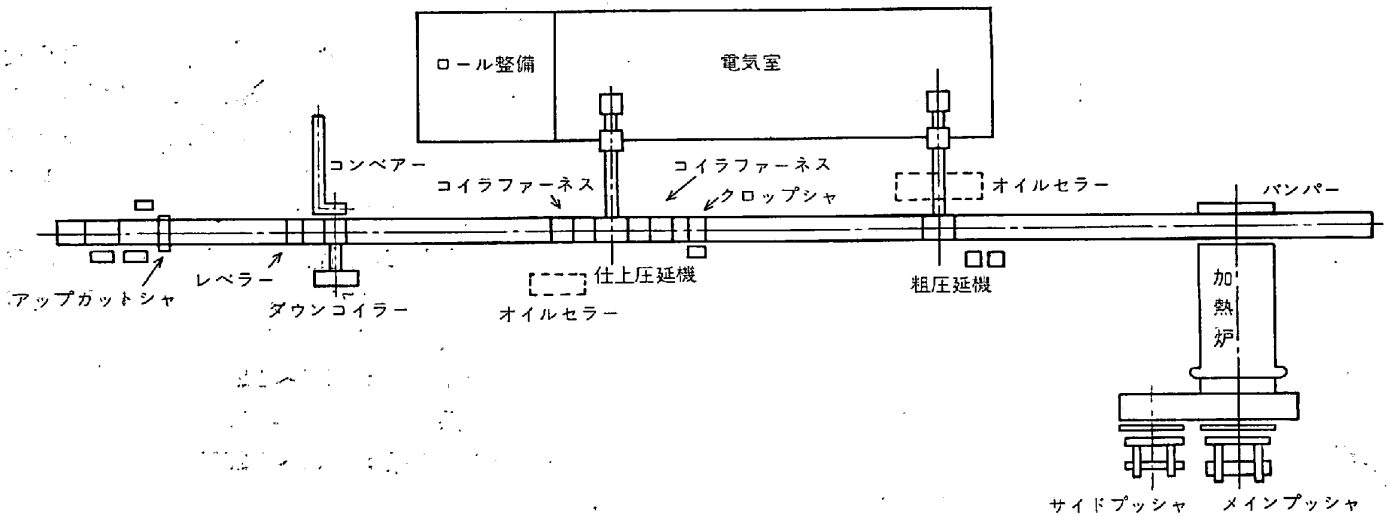 ロール整備
電気室
コンベアー
コイラファーネス
コイラファーネス
クロップシャ
オイルセラー
バンパー
アップカットシャ
レベラー
ダウンコイラー
オイルセラー
仕上圧延機
粗圧延機
加熱炉
サイドプッシャ
メインプッシャ